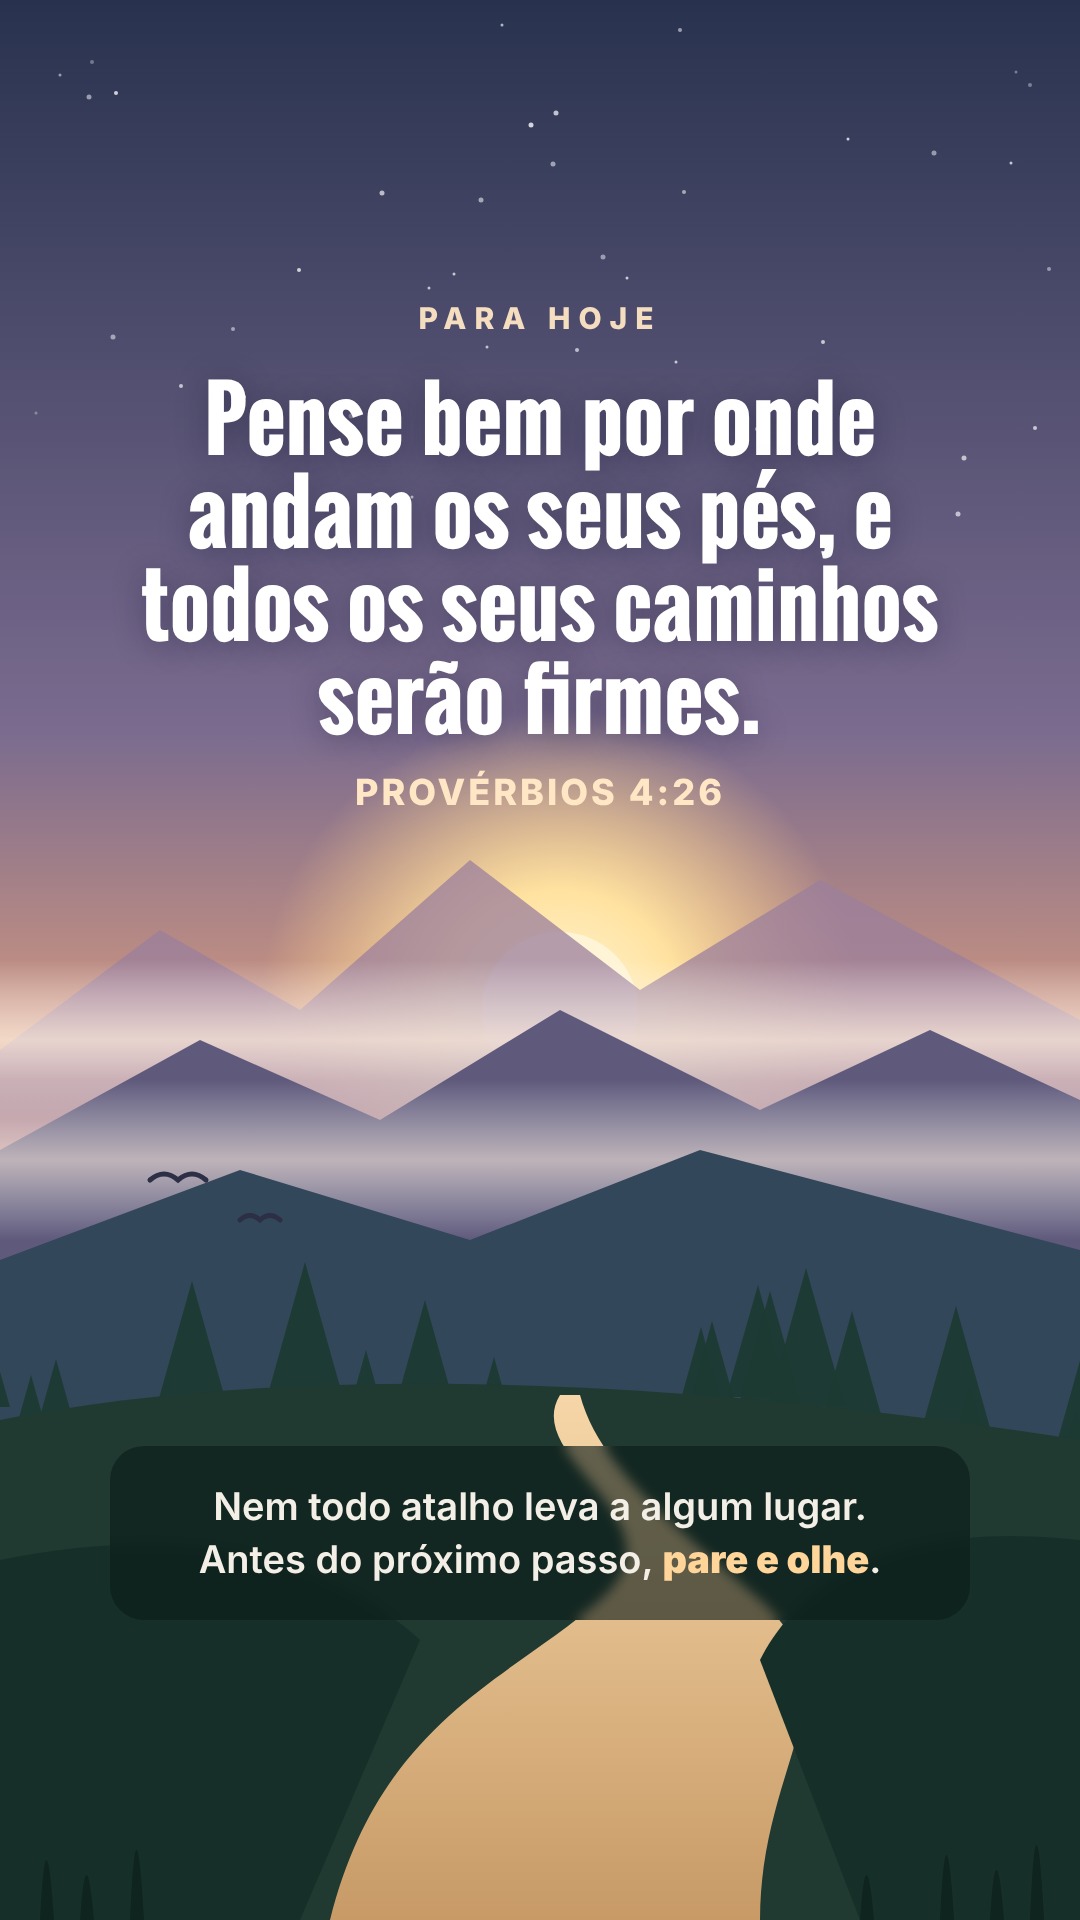 PARA HOJE
Pense bem por onde
andam os seus pés, e
todos os seus caminhos
serão firmes.
PROVÉRBIOS 4:26
Nem todo atalho leva a algum lugar.
Antes do próximo passo, pare e olhe.